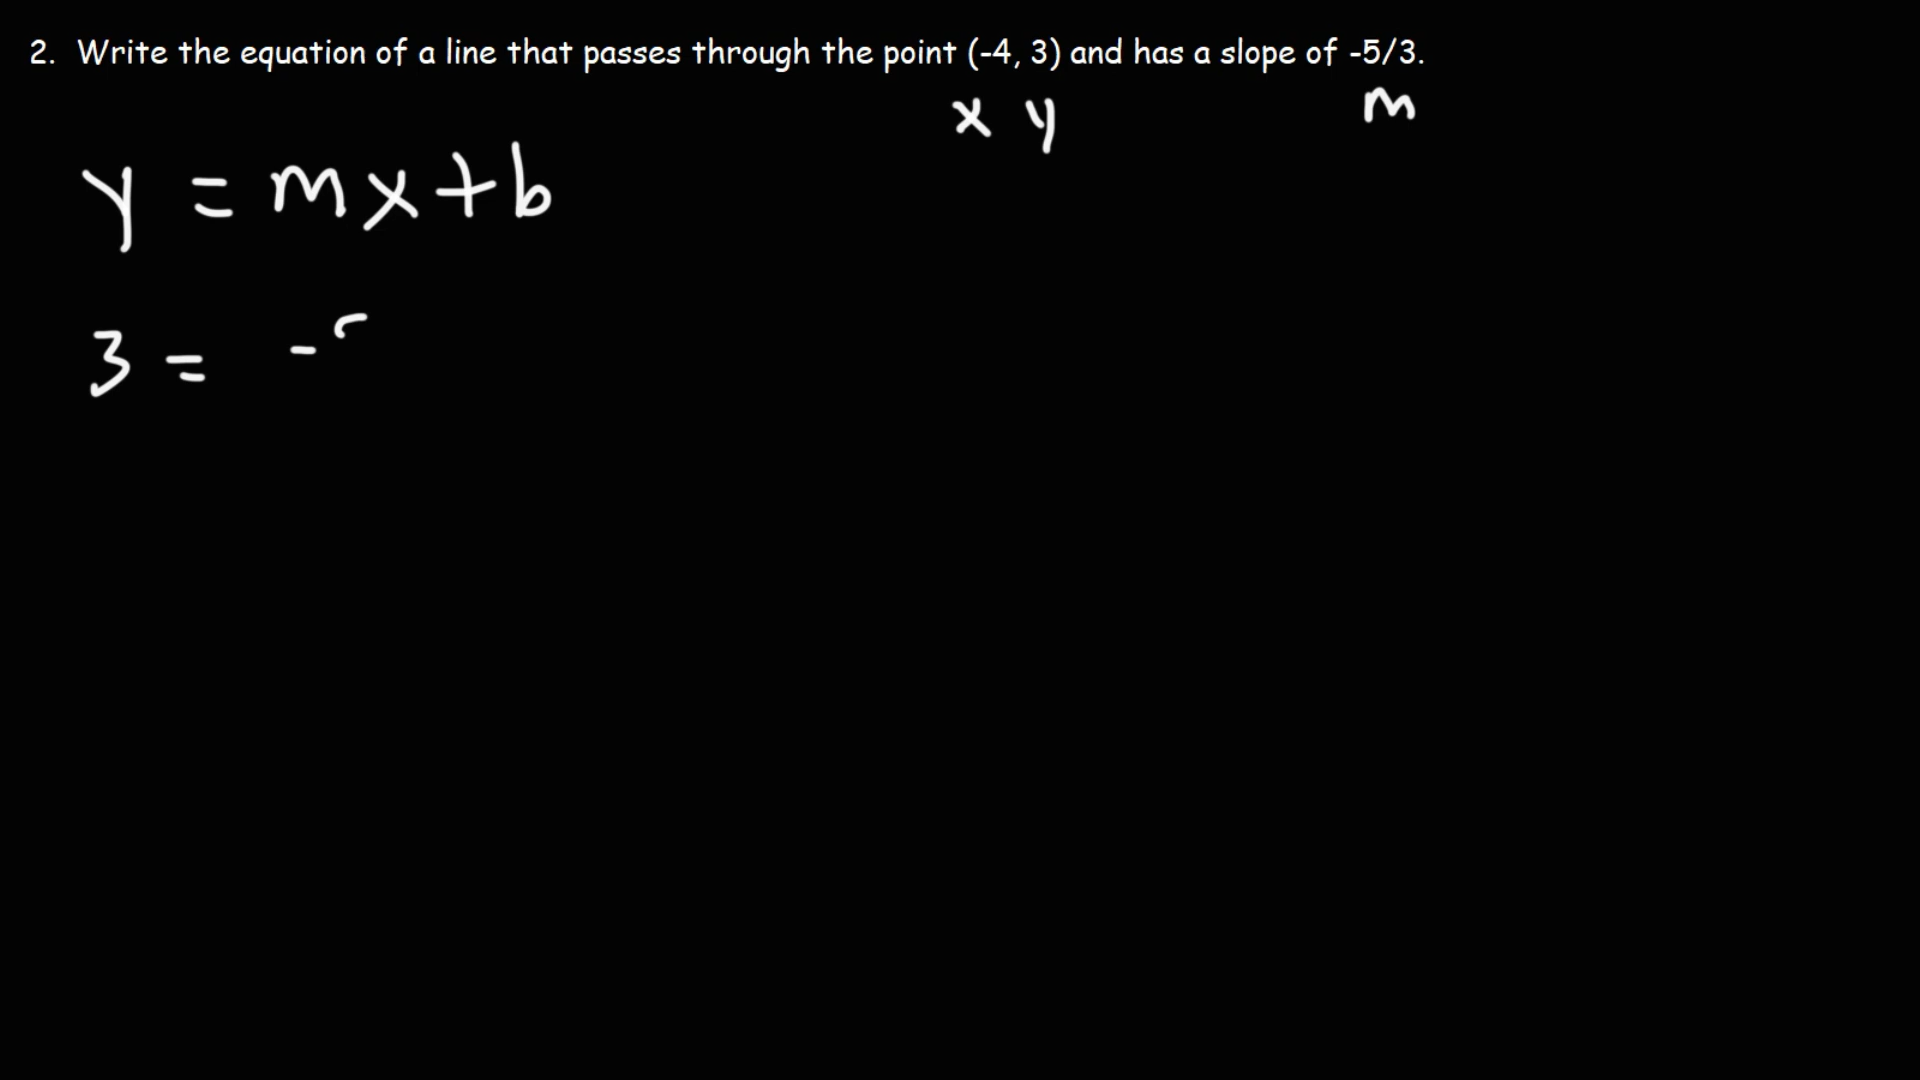 2. Write the equation of a line that passes through the point (-4, 3) and has a slope of -5/3.
x y m
y = mx+b
3 = -